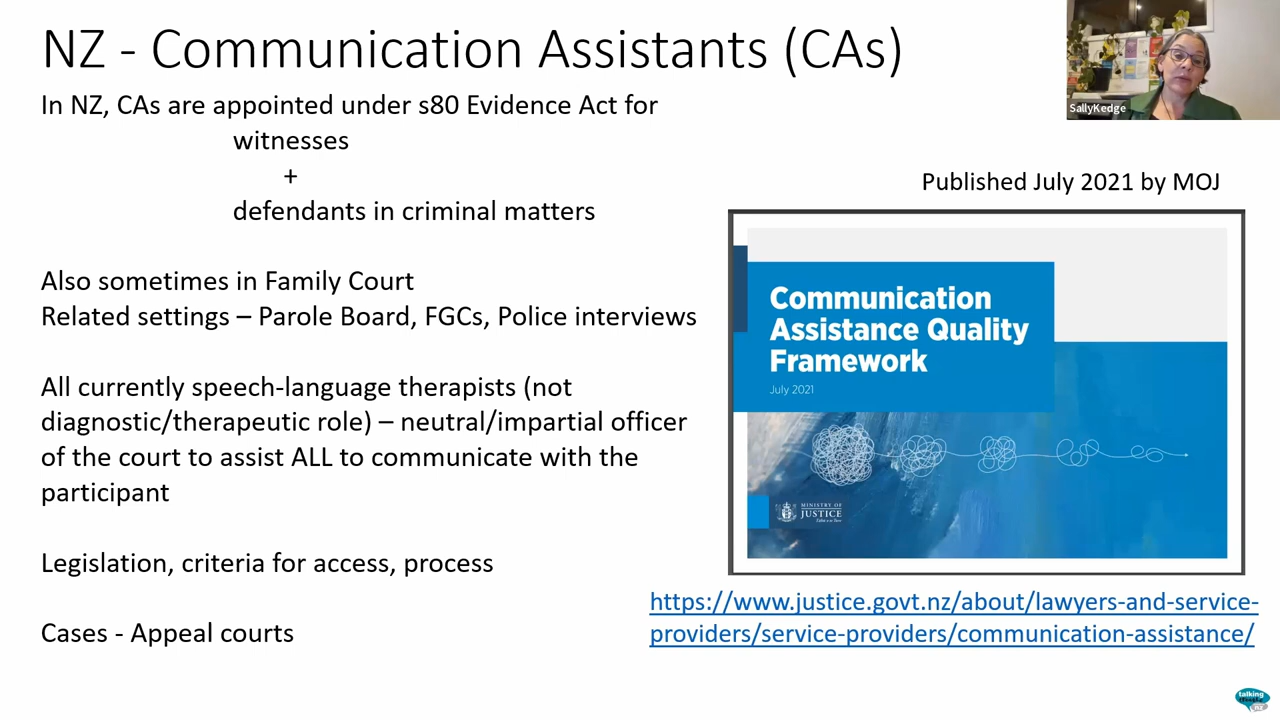 NZ - Communication Assistants (CAs)
SallyKedge
In NZ, CAs are appointed under s80 Evidence Act for
witnesses
+
defendants in criminal matters
Also sometimes in Family Court
Related settings – Parole Board, FGCs, Police interviews
All currently speech-language therapists (not
diagnostic/therapeutic role) – neutral/impartial officer
of the court to assist ALL to communicate with the
participant
Legislation, criteria for access, process
Cases - Appeal courts
Published July 2021 by MOJ
Communication
Assistance Quality
Framework
July 2021
MINISTRY OF
JUSTICE
https://www.justice.govt.nz/about/lawyers-and-service-
providers/service-providers/communication-assistance/
talking